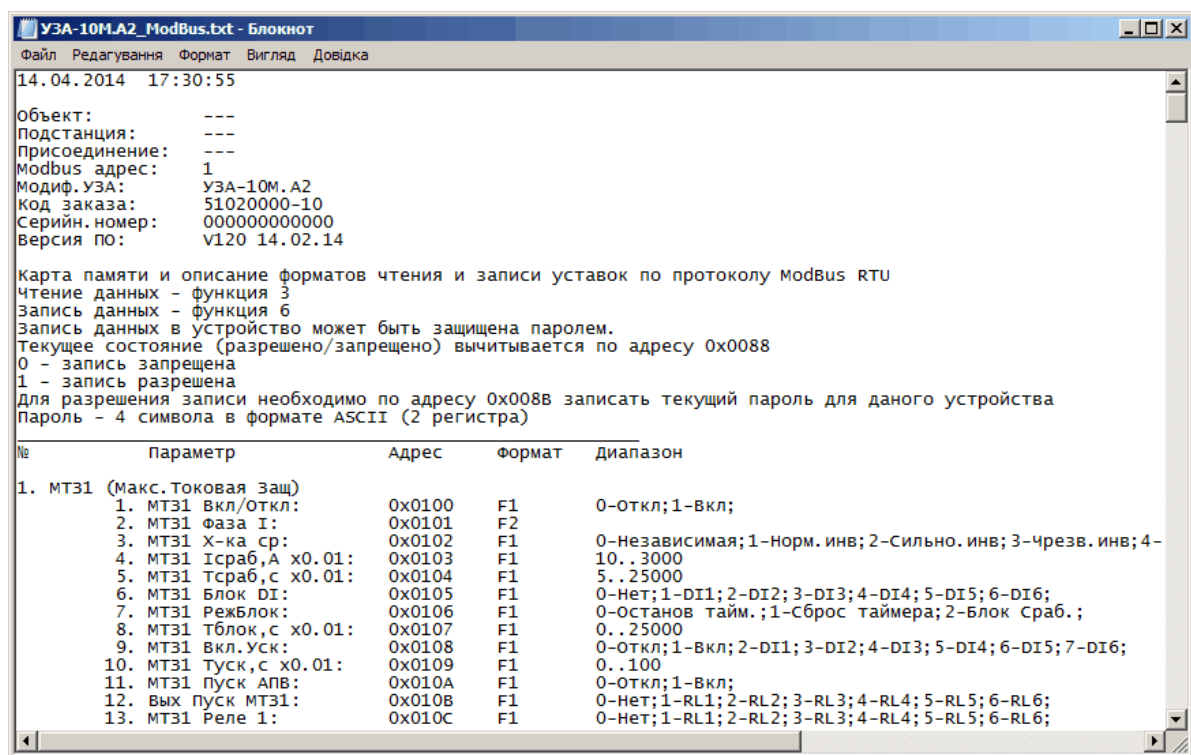 УЗА-10М.А2_ModBus.txt - Блокнот
Файл Редагування Формат Вигляд Довідка
14.04.2014 17:30:55
Объект: ---
Подстанция: ---
Присоединение: ---
Modbus адрес: 1
Модиф.УЗА: УЗА-10М.А2
Код заказа: 51020000-10
Серийн.номер: 000000000000
Версия ПО: V120 14.02.14
Карта памяти и описание форматов чтения и записи уставок по протоколу ModBus RTU
Чтение данных - функция 3
Запись данных - функция 6
Запись данных в устройство может быть защищена паролем.
Текущее состояние (разрешено/запрещено) вычитывается по адресу 0x0088
0 - запись запрещена
1 - запись разрешена
Для разрешения записи необходимо по адресу 0x008B записать текущий пароль для даного устройства
Пароль - 4 символа в формате ASCII (2 регистра)
№ Параметр Адрес Формат Диапазон
1. МТЗ1 (Макс.Токовая Защ)
1. МТЗ1 Вкл/Откл: 0x0100 F1 0-Откл;1-Вкл;
2. МТЗ1 Фаза I: 0x0101 F2
3. МТЗ1 Х-ка ср: 0x0102 F1 0-Независимая;1-Норм.инв;2-Сильно.инв;3-Чрезв.инв;4-
4. МТЗ1 Iсраб,А x0.01: 0x0103 F1 10..3000
5. МТЗ1 Тсраб,с x0.01: 0x0104 F1 5..25000
6. МТЗ1 Блок DI: 0x0105 F1 0-Нет;1-DI1;2-DI2;3-DI3;4-DI4;5-DI5;6-DI6;
7. МТЗ1 РежБлок: 0x0106 F1 0-Останов тайм.;1-Сброс таймера;2-Блок Сраб.;
8. МТЗ1 Тблок,с x0.01: 0x0107 F1 0..25000
9. МТЗ1 Вкл.Уск: 0x0108 F1 0-Откл;1-Вкл;2-DI1;3-DI2;4-DI3;5-DI4;6-DI5;7-DI6;
10. МТЗ1 Туск,с x0.01: 0x0109 F1 0..100
11. МТЗ1 Пуск АПВ: 0x010A F1 0-Откл;1-Вкл;
12. Вых Пуск МТЗ1: 0x010B F1 0-Нет;1-RL1;2-RL2;3-RL3;4-RL4;5-RL5;6-RL6;
13. МТЗ1 Реле 1: 0x010C F1 0-Нет;1-RL1;2-RL2;3-RL3;4-RL4;5-RL5;6-RL6;